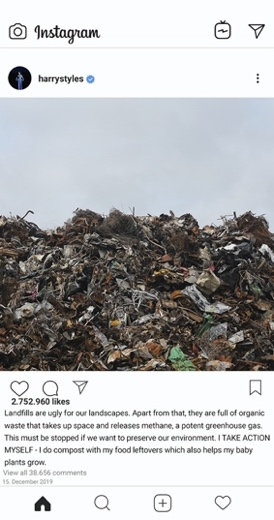 Instagram
harrystyles
2.752.960 likes
Landfills are ugly for our landscapes. Apart from that, they are full of organic
waste that takes up space and releases methane, a potent greenhouse gas.
This must be stopped if we want to preserve our environment. I TAKE ACTION
MYSELF - I do compost with my food leftovers which also helps my baby
plants grow.
View all 38.656 comments
15. December 2019